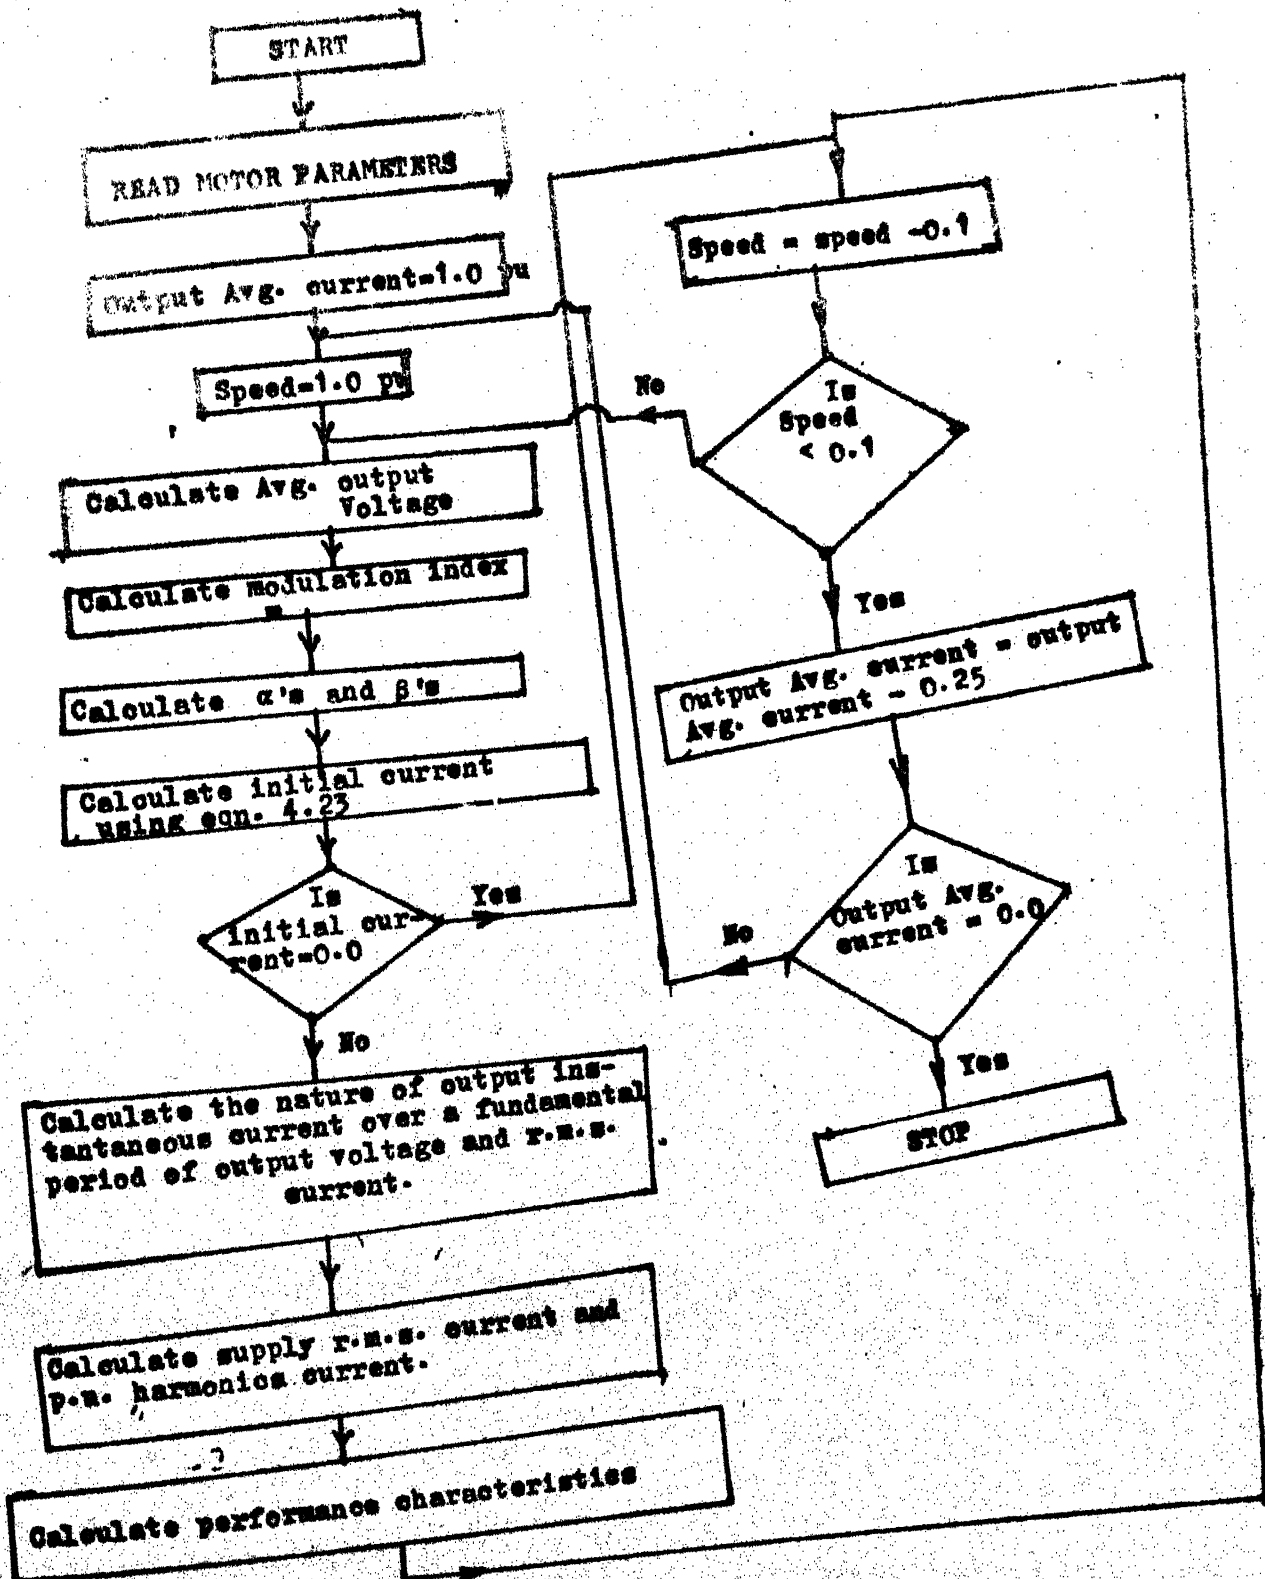 START
READ MOTOR PARAMETERS
Output Avg. current=1.0 pu
Speed=1.0 pu
Calculate Avg. output
Voltage
Calculate modulation index
m
Calculate α's and β's
Calculate initial current
using eqn. 4.23
Is
initial cur-
rent=0.0
Yes
No
Calculate the nature of output ins-
tantaneous current over a fundamental
period of output voltage and r.m.s.
current.
Calculate supply r.m.s. current and
p.u. harmonics current.
Calculate performance characteristics
Speed = speed -0.1
Is
Speed
< 0.1
No
Yes
Output Avg. current = output
Avg. current - 0.25
Is
Output Avg.
current = 0.0
No
Yes
STOP